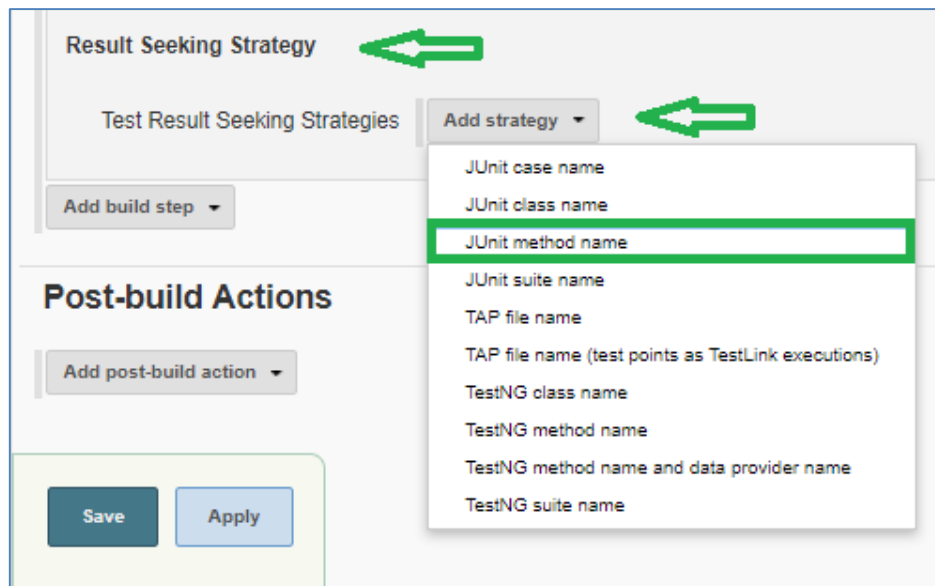 Result Seeking Strategy
Test Result Seeking Strategies
Add strategy
JUnit case name
JUnit class name
JUnit method name
JUnit suite name
TAP file name
TAP file name (test points as TestLink executions)
TestNG class name
TestNG method name
TestNG method name and data provider name
TestNG suite name
Add build step
Post-build Actions
Add post-build action
Save
Apply